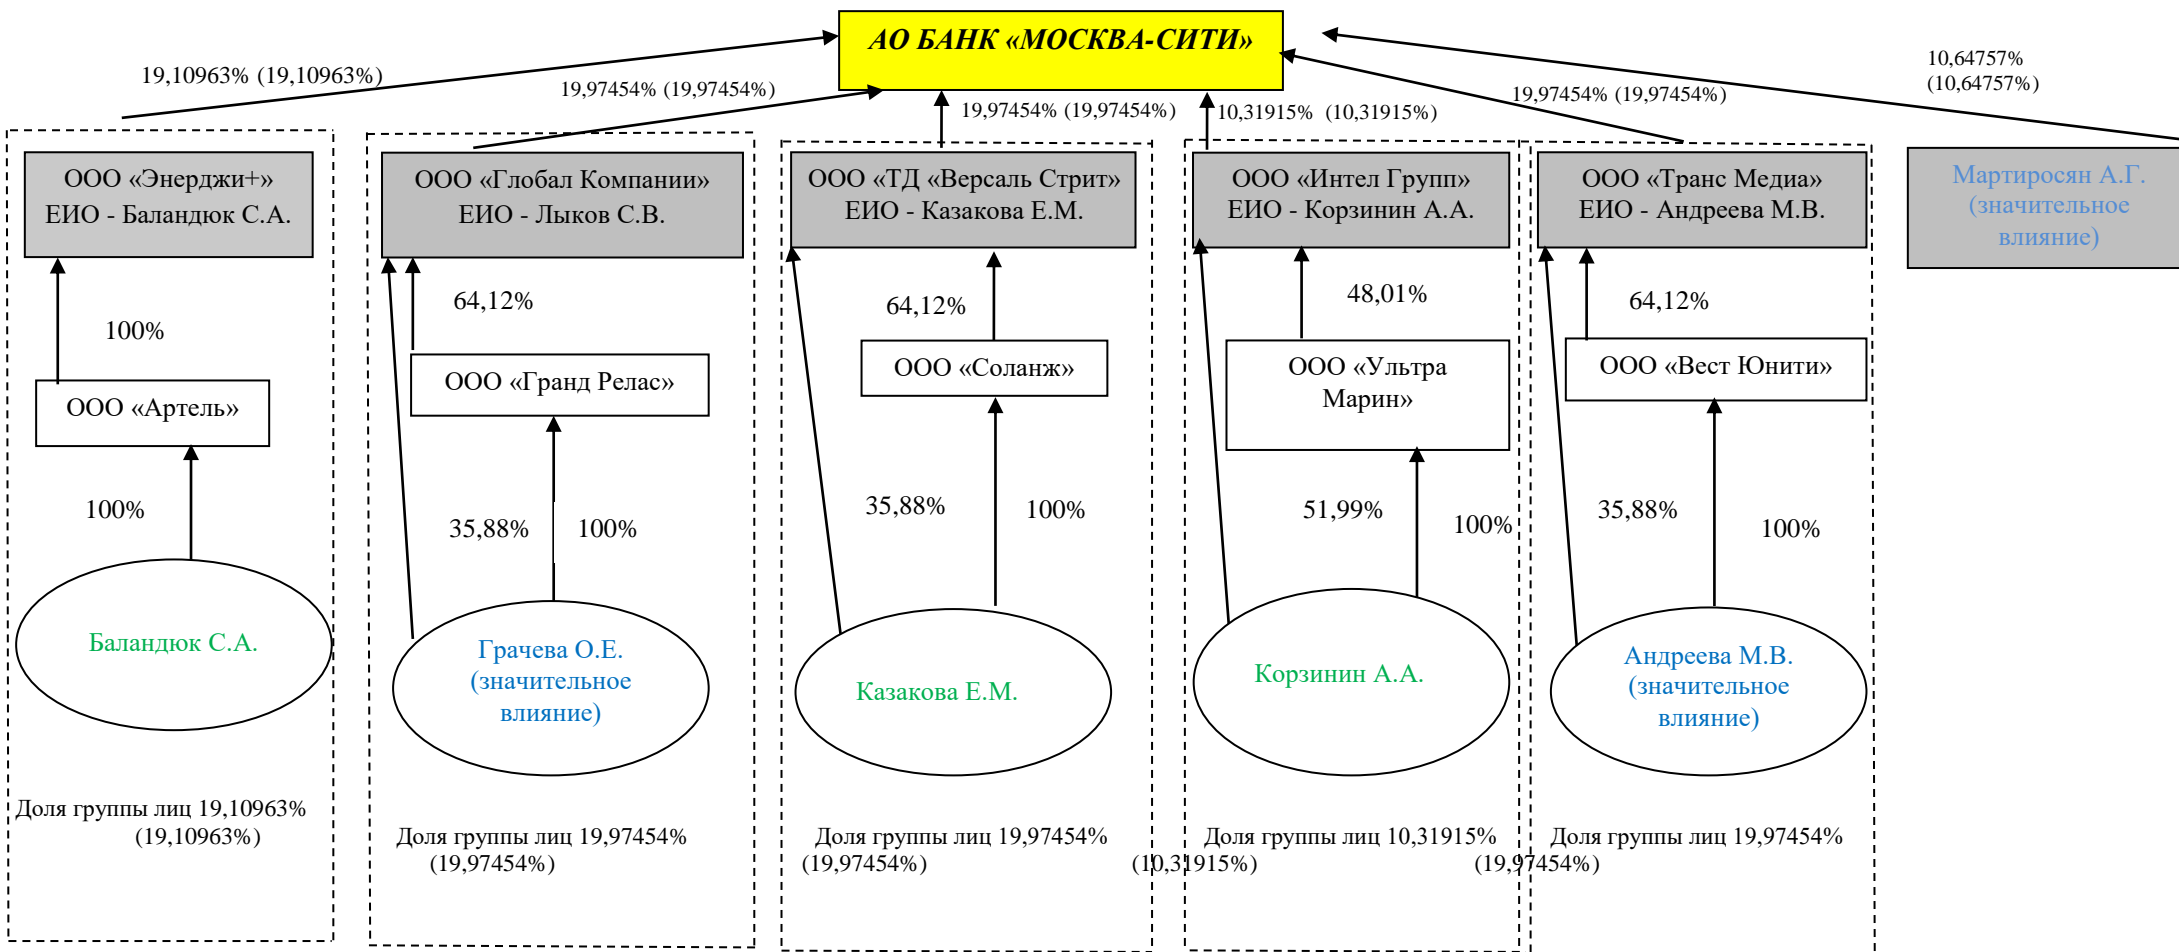 АО БАНК «МОСКВА-СИТИ»
19,10963% (19,10963%)
19,97454% (19,97454%)
19,97454% (19,97454%)
10,31915% (10,31915%)
19,97454% (19,97454%)
10,64757%
(10,64757%)
ООО «Энерджи+»
ЕИО - Баландюк С.А.
ООО «Глобал Компании»
ЕИО - Лыков С.В.
ООО «ТД «Версаль Стрит»
ЕИО - Казакова Е.М.
ООО «Интел Групп»
ЕИО - Корзинин А.А.
ООО «Транс Медиа»
ЕИО - Андреева М.В.
Мартиросян А.Г.
(значительное
влияние)
100%
64,12%
64,12%
48,01%
64,12%
ООО «Артель»
ООО «Гранд Релас»
ООО «Соланж»
ООО «Ультра
Марин»
ООО «Вест Юнити»
100%
35,88%
100%
35,88%
100%
51,99%
100%
35,88%
100%
Баландюк С.А.
Грачева О.Е.
(значительное
влияние)
Казакова Е.М.
Корзинин А.А.
Андреева М.В.
(значительное
влияние)
Доля группы лиц 19,10963%
(19,10963%)
Доля группы лиц 19,97454%
(19,97454%)
Доля группы лиц 19,97454%
(19,97454%)
Доля группы лиц 10,31915%
(10,31915%)
Доля группы лиц 19,97454%
(19,97454%)